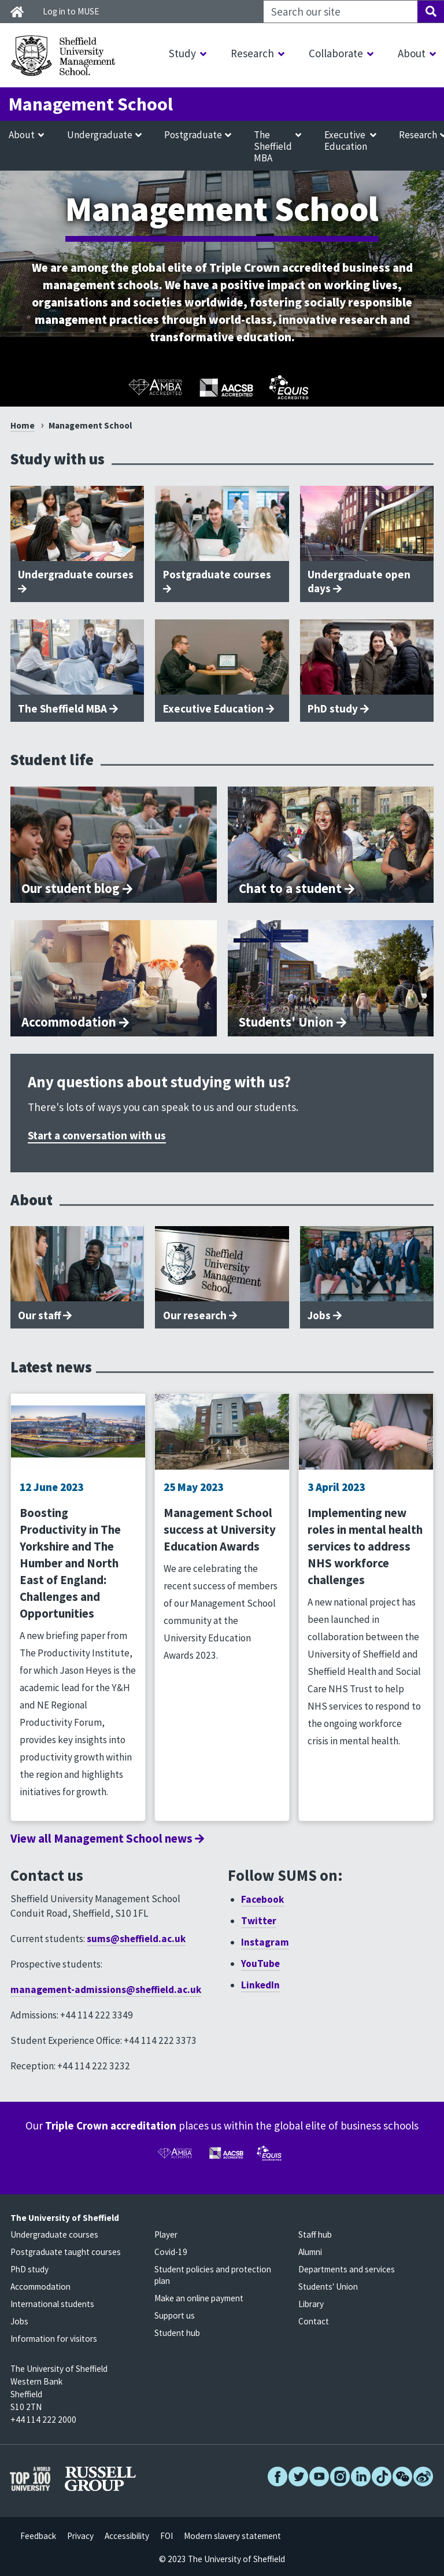 Log in to MUSE
Search our site
Sheffield
University
Management
School.
Study
Research
Collaborate
About
Management School
About
Undergraduate
Postgraduate
The
Sheffield
MBA
Executive
Education
Research
Management School
We are among the global elite of Triple Crown accredited business and
management schools. We have a positive impact on working lives,
organisations and societies worldwide, fostering socially responsible
management practices through world-class, innovative research and
transformative education.
AMBA
ACCREDITED
AACSB
ACCREDITED
EQUIS
ACCREDITED
Home › Management School
Study with us
Undergraduate courses
Postgraduate courses
Undergraduate open
days
The Sheffield MBA
Executive Education
PhD study
Student life
Our student blog
Chat to a student
Accommodation
Students' Union
Any questions about studying with us?
There's lots of ways you can speak to us and our students.
Start a conversation with us
About
Sheffield
University
Management
School.
Our staff
Our research
Jobs
Latest news
12 June 2023
Boosting
Productivity in The
Yorkshire and The
Humber and North
East of England:
Challenges and
Opportunities
A new briefing paper from
The Productivity Institute,
for which Jason Heyes is the
academic lead for the Y&H
and NE Regional
Productivity Forum,
provides key insights into
productivity growth within
the region and highlights
initiatives for growth.
25 May 2023
Management School
success at University
Education Awards
We are celebrating the
recent success of members
of our Management School
community at the
University Education
Awards 2023.
3 April 2023
Implementing new
roles in mental health
services to address
NHS workforce
challenges
A new national project has
been launched in
collaboration between the
University of Sheffield and
Sheffield Health and Social
Care NHS Trust to help
NHS services to respond to
the ongoing workforce
crisis in mental health.
View all Management School news
Contact us
Sheffield University Management School
Conduit Road, Sheffield, S10 1FL
Current students: sums@sheffield.ac.uk
Prospective students:
management-admissions@sheffield.ac.uk
Admissions: +44 114 222 3349
Student Experience Office: +44 114 222 3373
Reception: +44 114 222 3232
Follow SUMS on:
Facebook
Twitter
Instagram
YouTube
LinkedIn
Our Triple Crown accreditation places us within the global elite of business schools
AMBA
ACCREDITED
AACSB
ACCREDITED
EQUIS
ACCREDITED
The University of Sheffield
Undergraduate courses
Postgraduate taught courses
PhD study
Accommodation
International students
Jobs
Information for visitors
Player
Covid-19
Student policies and protection
plan
Make an online payment
Support us
Student hub
Staff hub
Alumni
Departments and services
Students' Union
Library
Contact
The University of Sheffield
Western Bank
Sheffield
S10 2TN
+44 114 222 2000
TOP
A WORLD
100
UNIVERSITY
RUSSELL
GROUP
Feedback
Privacy
Accessibility
FOI
Modern slavery statement
© 2023 The University of Sheffield